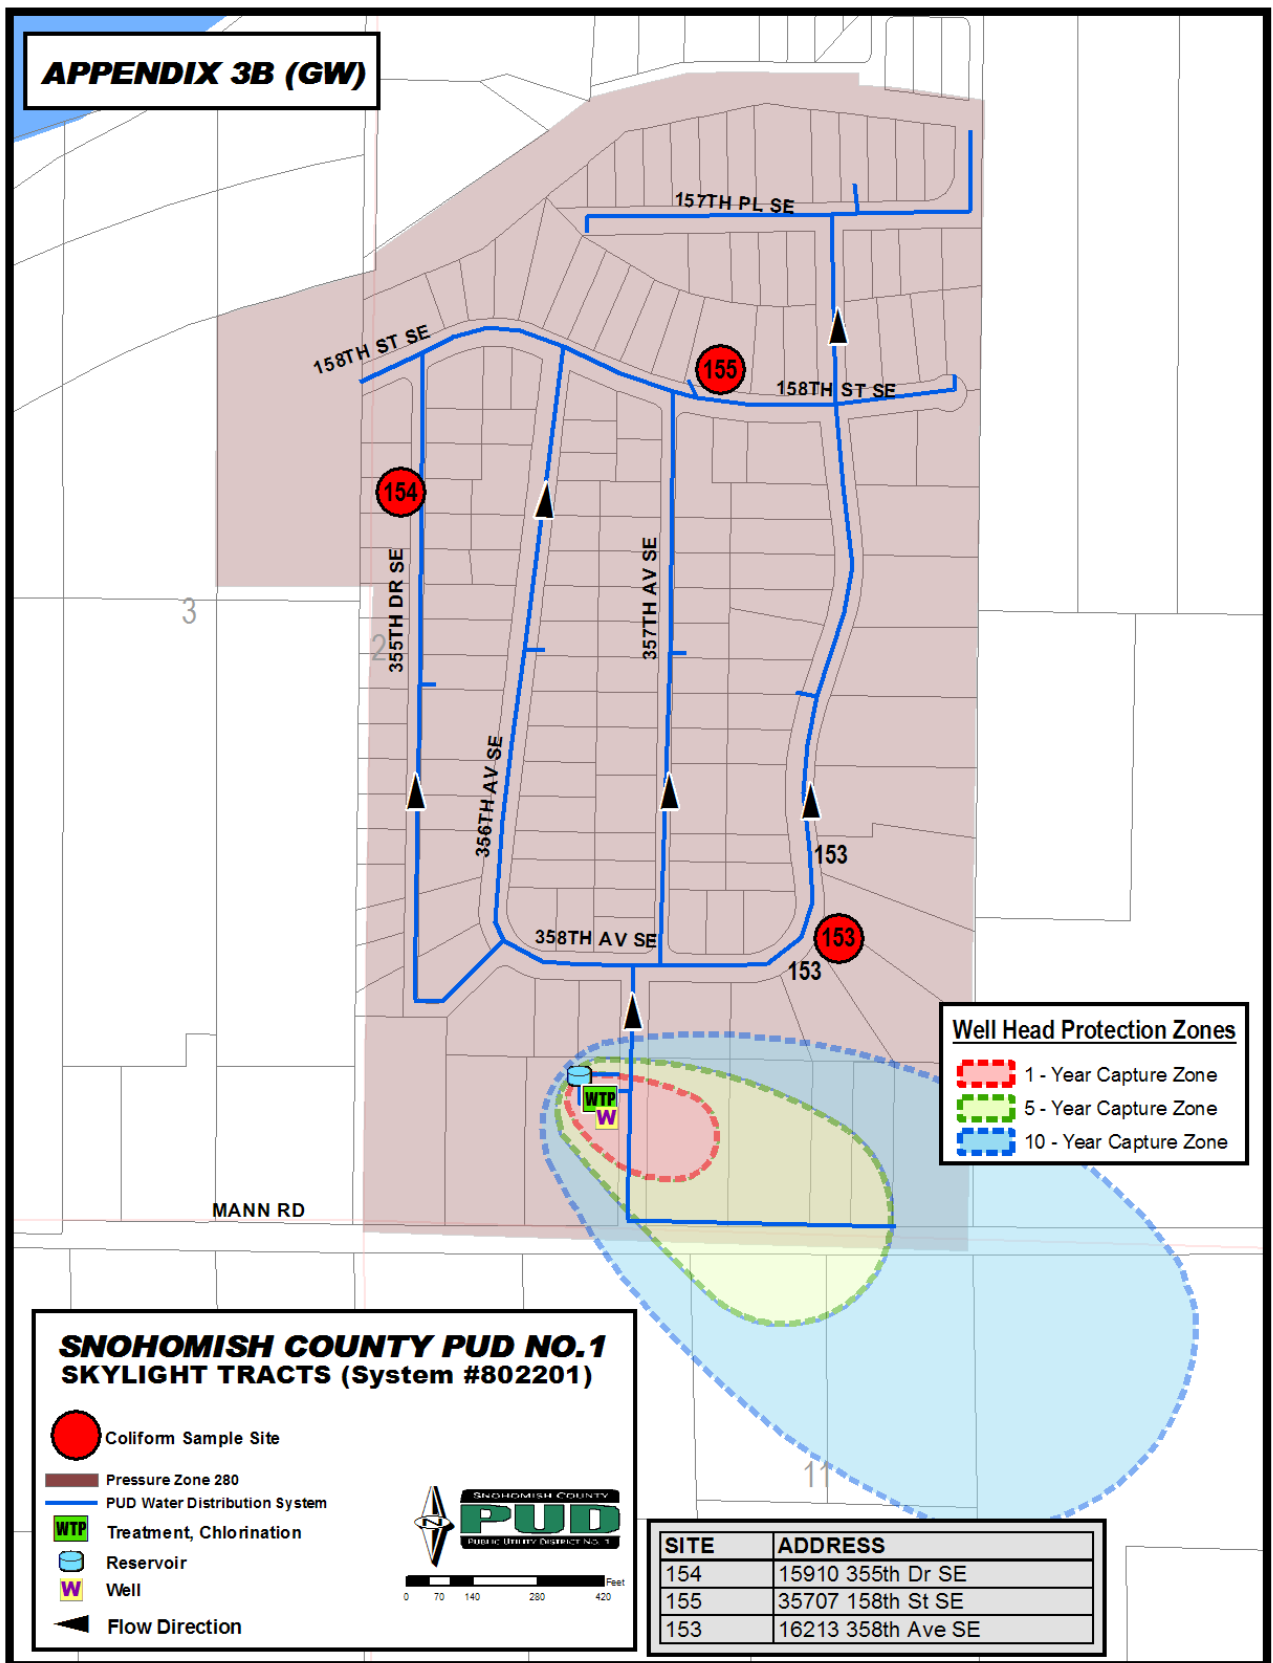 APPENDIX 3B (GW)
157TH PL SE
158TH ST SE
155
158TH ST SE
154
355TH DR SE
357TH AV SE
3
2
356TH AV SE
153
358TH AV SE
153
153
Well Head Protection Zones
1 - Year Capture Zone
5 - Year Capture Zone
10 - Year Capture Zone
WTP
W
MANN RD
11
SNOHOMISH COUNTY PUD NO.1
SKYLIGHT TRACTS (System #802201)
Coliform Sample Site
Pressure Zone 280
PUD Water Distribution System
WTP Treatment, Chlorination
Reservoir
W Well
Flow Direction
N
SNOHOMISH COUNTY
PUD
PUBLIC UTILITY DISTRICT NO. 1
Feet
0 70 140 280 420
SITE ADDRESS
154 15910 355th Dr SE
155 35707 158th St SE
153 16213 358th Ave SE